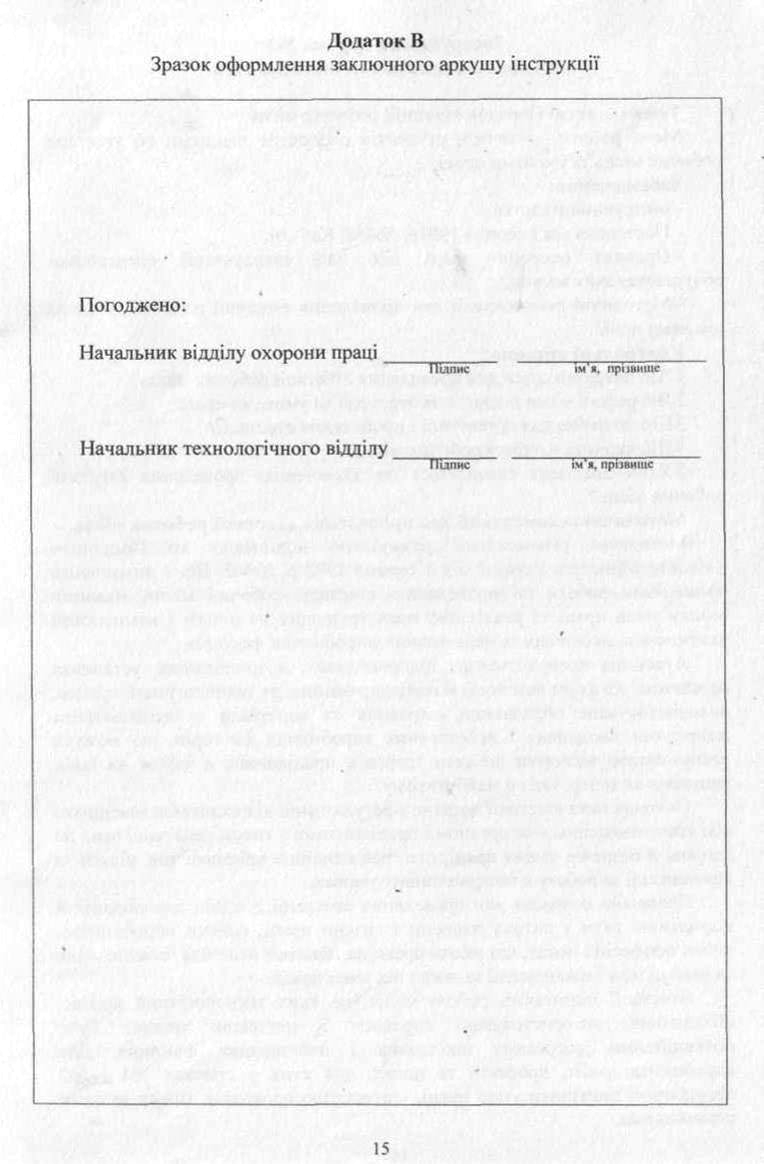 Додаток В
Зразок оформлення заключного аркушу інструкції
Погоджено:
Начальник відділу охорони праці
Підпис ім'я, прізвище
Начальник технологічного відділу
Підпис ім'я, прізвище
15